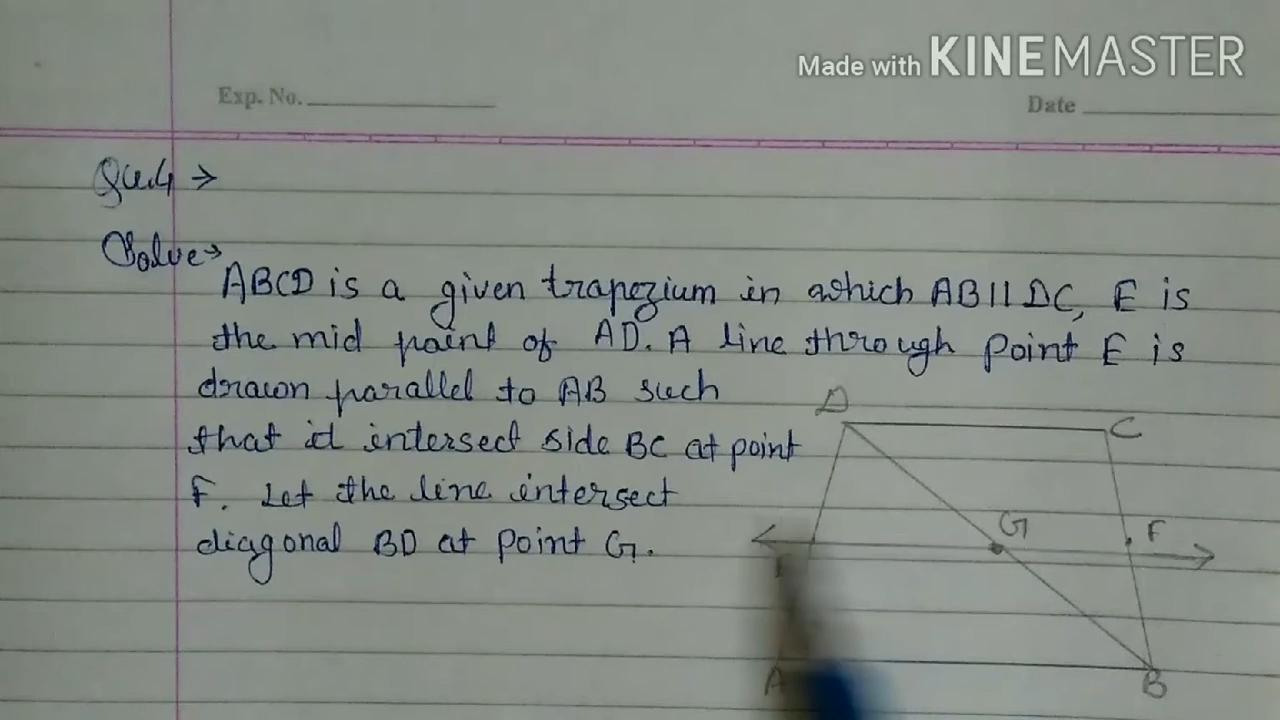 Made with KINEMASTER
Exp. No.
Date
Qu.4 →
Solve →
ABCD is a given trapezium in which AB || DC, E is
the mid point of AD. A line through point E is
drawn parallel to AB such
that it intersect side BC at point
F. Let the line intersect
diagonal BD at point G.
D
C
G
F
A
B